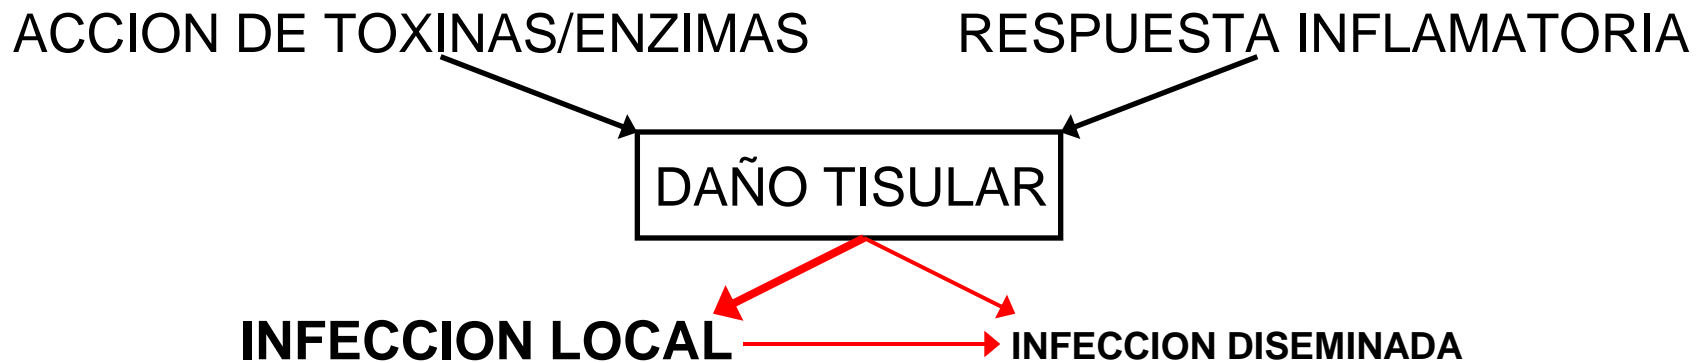 ACCION DE TOXINAS/ENZIMAS RESPUESTA INFLAMATORIA
DAÑO TISULAR
INFECCION LOCAL INFECCION DISEMINADA